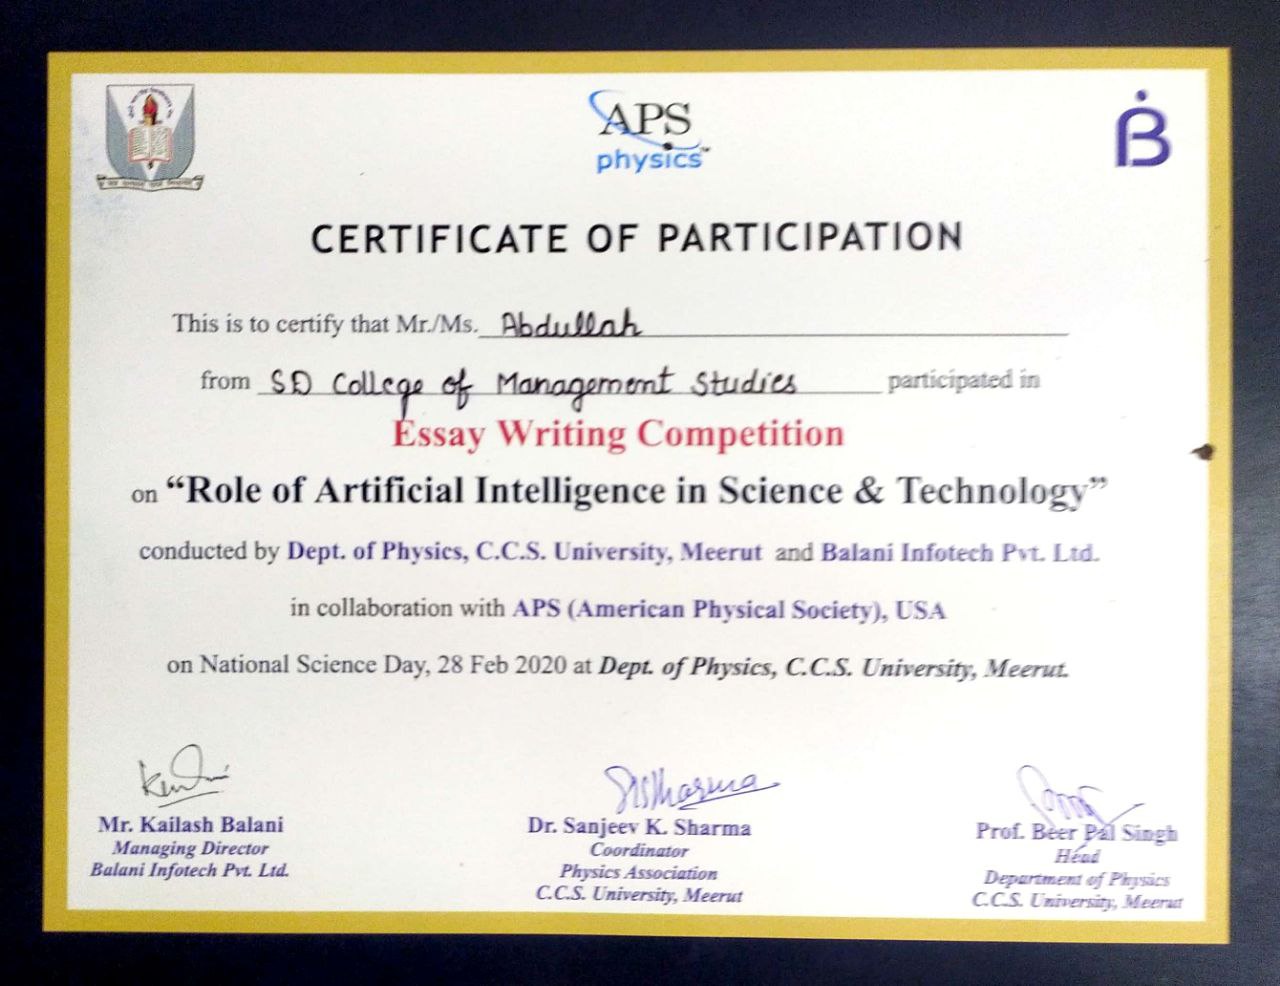 APS
physics™
B
CERTIFICATE OF PARTICIPATION
This is to certify that Mr./Ms. Abdullah
from SD College of Management Studies participated in
Essay Writing Competition
on “Role of Artificial Intelligence in Science & Technology”
conducted by Dept. of Physics, C.C.S. University, Meerut and Balani Infotech Pvt. Ltd.
in collaboration with APS (American Physical Society), USA
on National Science Day, 28 Feb 2020 at Dept. of Physics, C.C.S. University, Meerut.
Mr. Kailash Balani
Managing Director
Balani Infotech Pvt. Ltd.
SKSharma
Dr. Sanjeev K. Sharma
Coordinator
Physics Association
C.C.S. University, Meerut
Prof. Beer Pal Singh
Head
Department of Physics
C.C.S. University, Meerut